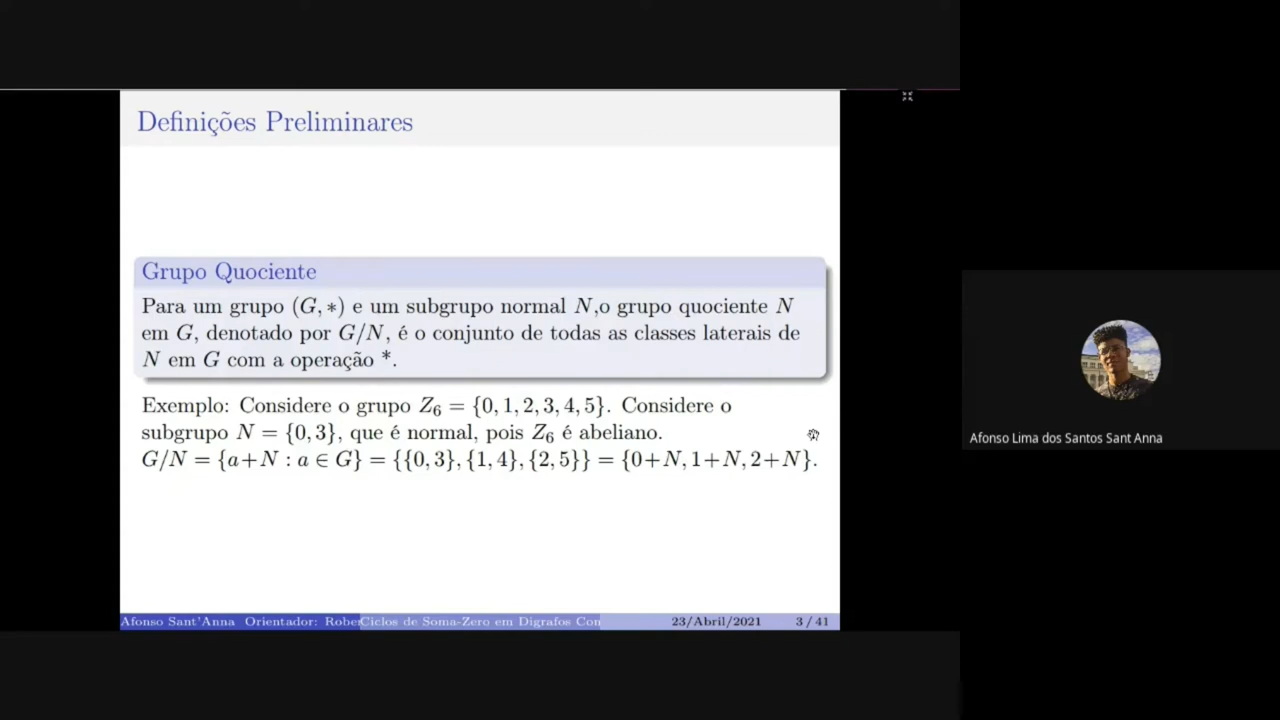 Definições Preliminares
Grupo Quociente
Para um grupo (G, *) e um subgrupo normal N,o grupo quociente N
em G, denotado por G/N, é o conjunto de todas as classes laterais de
N em G com a operação *.
Exemplo: Considere o grupo Z₆ = {0, 1, 2, 3, 4, 5}. Considere o
subgrupo N = {0, 3}, que é normal, pois Z₆ é abeliano.
G/N = {a+N : a ∈ G} = {{0, 3}, {1, 4}, {2, 5}} = {0+N, 1+N, 2+N}.
Afonso Lima dos Santos Sant Anna
Afonso Sant'Anna Orientador: Rober Ciclos de Soma-Zero em Digrafos Con 23/Abril/2021 3 / 41